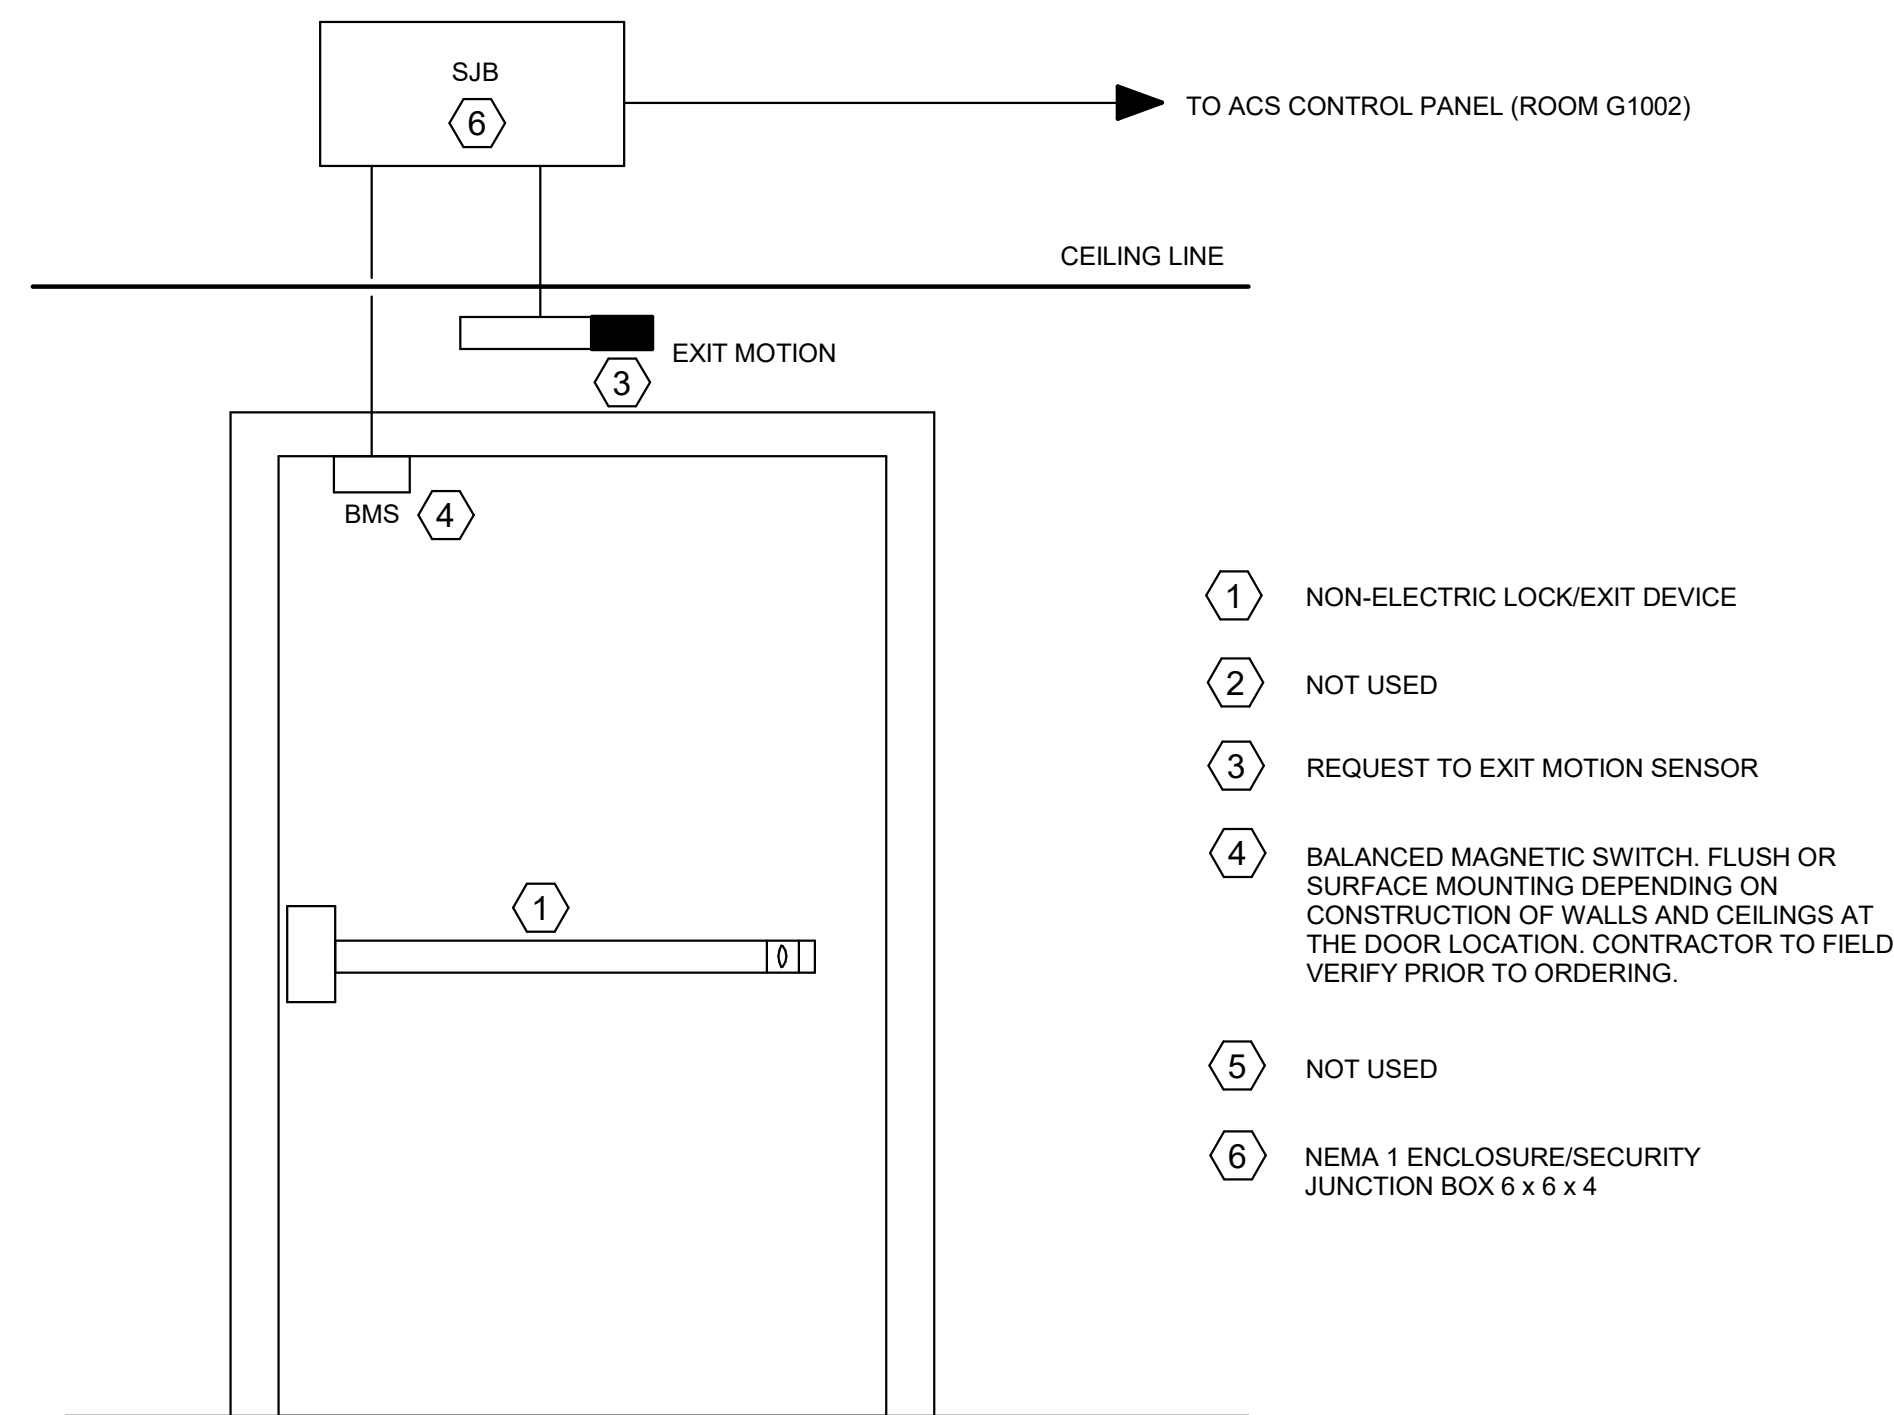 SJB
6
TO ACS CONTROL PANEL (ROOM G1002)
CEILING LINE
EXIT MOTION
3
BMS 4
1
1 NON-ELECTRIC LOCK/EXIT DEVICE
2 NOT USED
3 REQUEST TO EXIT MOTION SENSOR
4 BALANCED MAGNETIC SWITCH. FLUSH OR
SURFACE MOUNTING DEPENDING ON
CONSTRUCTION OF WALLS AND CEILINGS AT
THE DOOR LOCATION. CONTRACTOR TO FIELD
VERIFY PRIOR TO ORDERING.
5 NOT USED
6 NEMA 1 ENCLOSURE/SECURITY
JUNCTION BOX 6 x 6 x 4